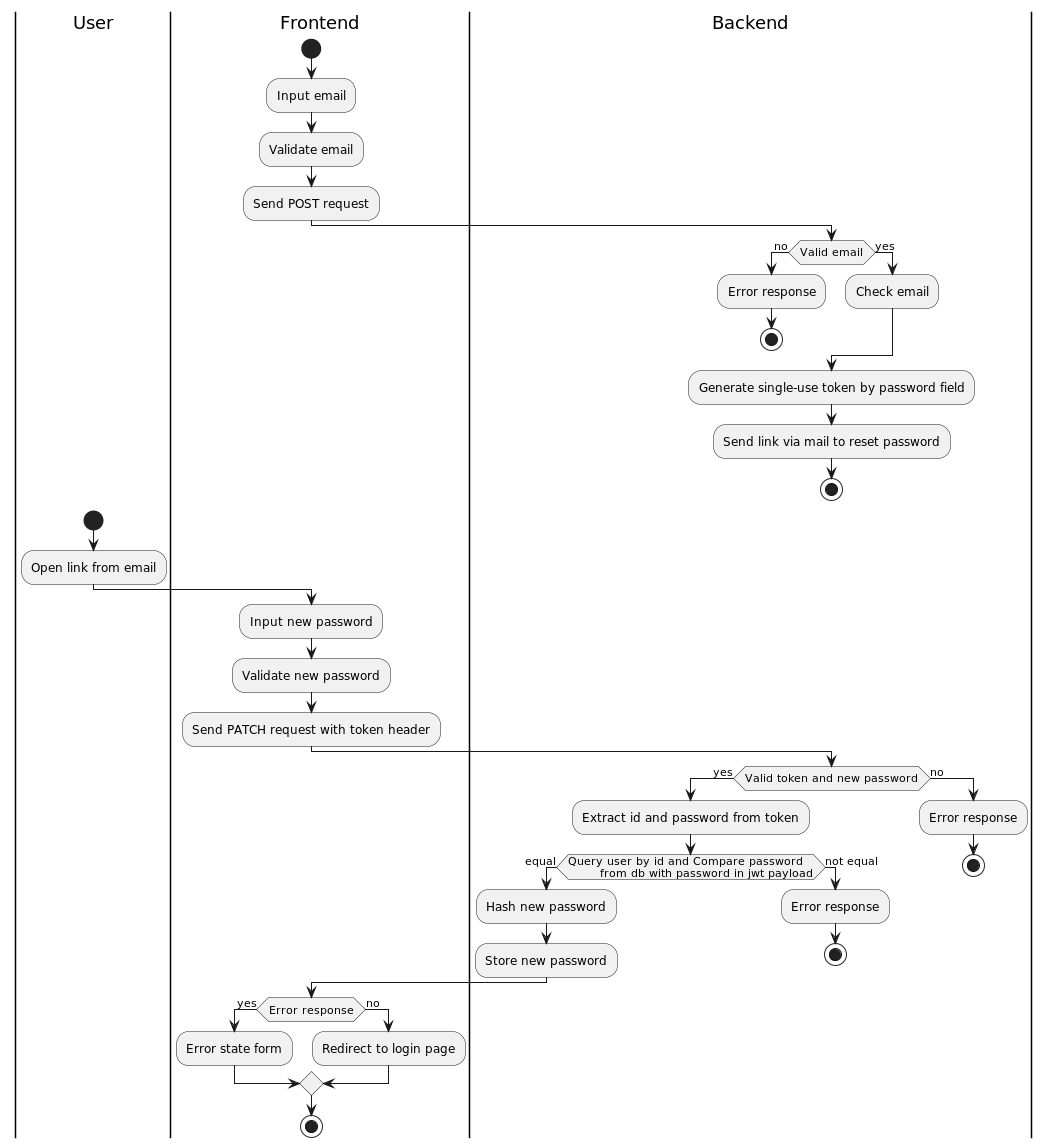 User
Frontend
Backend
Input email
Validate email
Send POST request
no
Valid email
yes
Error response
Check email
Generate single-use token by password field
Send link via mail to reset password
Open link from email
Input new password
Validate new password
Send PATCH request with token header
yes
Valid token and new password
no
Extract id and password from token
Error response
equal
Query user by id and Compare password
from db with password in jwt payload
not equal
Hash new password
Error response
Store new password
yes
Error response
no
Error state form
Redirect to login page